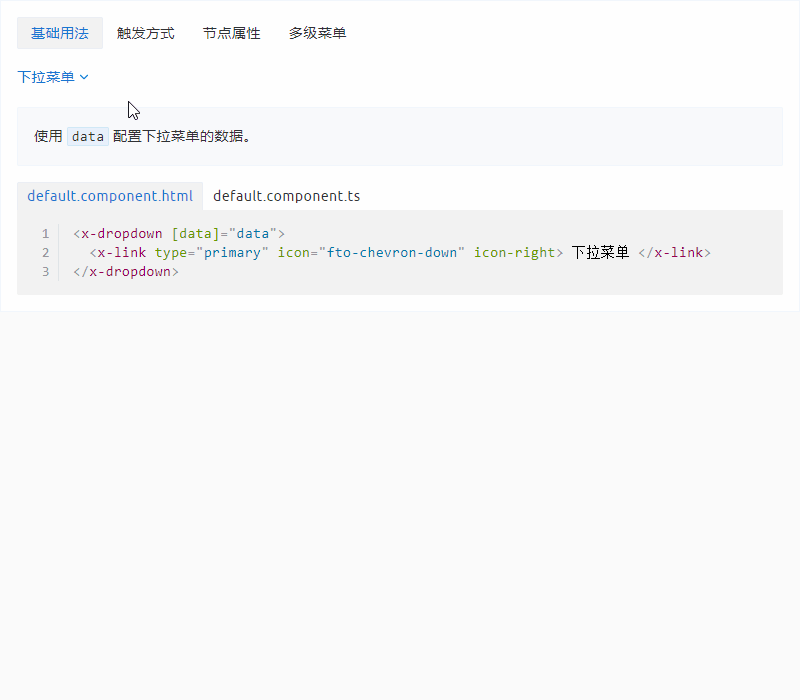 基础用法 触发方式 节点属性 多级菜单
下拉菜单
使用 data 配置下拉菜单的数据。
default.component.html default.component.ts
1 <x-dropdown [data]="data">
2 <x-link type="primary" icon="fto-chevron-down" icon-right> 下拉菜单 </x-link>
3 </x-dropdown>